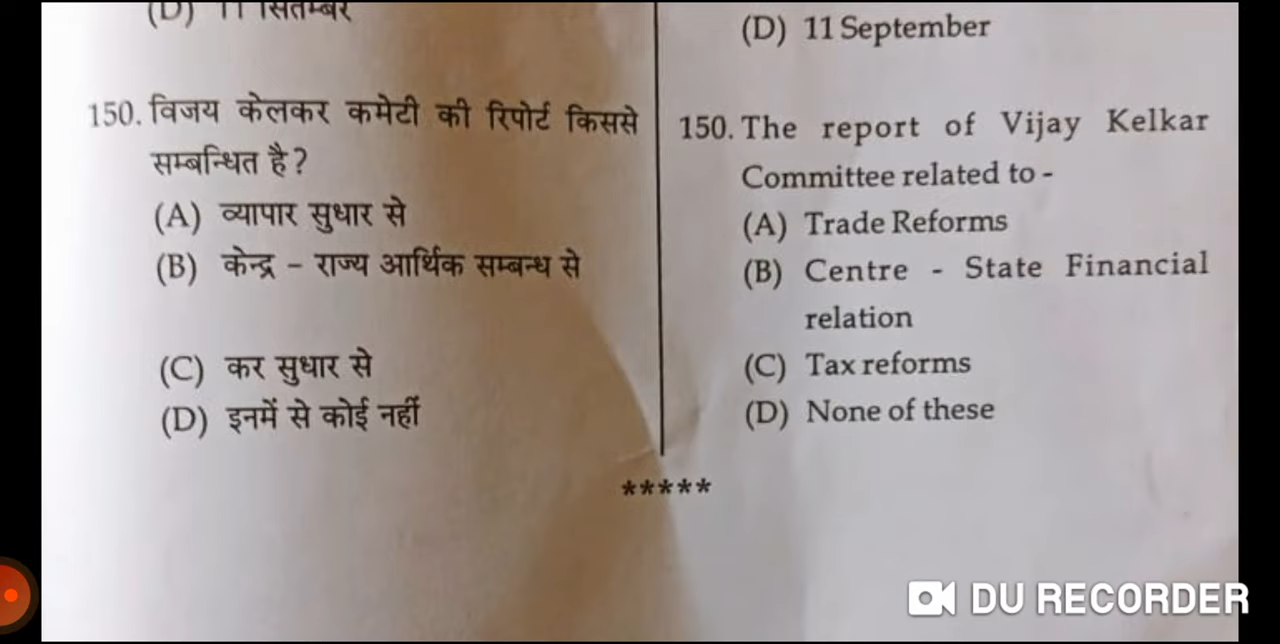 (D) 11 सितम्बर
150. विजय केलकर कमेटी की रिपोर्ट किससे
सम्बन्धित है?
(A) व्यापार सुधार से
(B) केन्द्र - राज्य आर्थिक सम्बन्ध से
(C) कर सुधार से
(D) इनमें से कोई नहीं
(D) 11 September
150. The report of Vijay Kelkar
Committee related to -
(A) Trade Reforms
(B) Centre - State Financial
relation
(C) Tax reforms
(D) None of these
*****
DU RECORDER